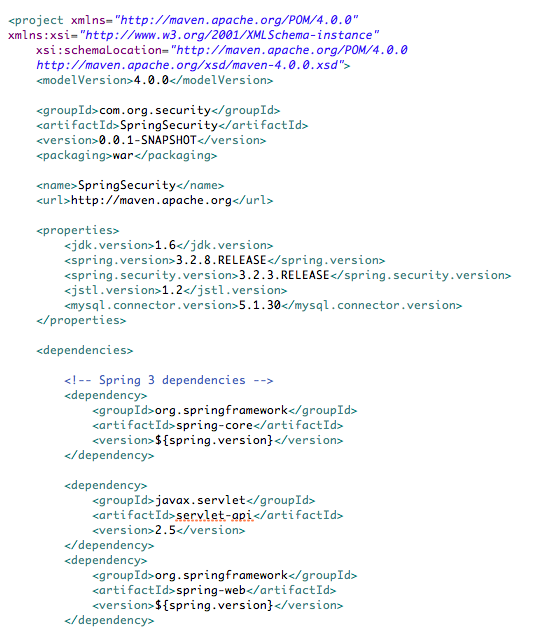 <project xmlns="http://maven.apache.org/POM/4.0.0"
xmlns:xsi="http://www.w3.org/2001/XMLSchema-instance"
xsi:schemaLocation="http://maven.apache.org/POM/4.0.0
http://maven.apache.org/xsd/maven-4.0.0.xsd">
<modelVersion>4.0.0</modelVersion>
<groupId>com.org.security</groupId>
<artifactId>SpringSecurity</artifactId>
<version>0.0.1-SNAPSHOT</version>
<packaging>war</packaging>
<name>SpringSecurity</name>
<url>http://maven.apache.org</url>
<properties>
<jdk.version>1.6</jdk.version>
<spring.version>3.2.8.RELEASE</spring.version>
<spring.security.version>3.2.3.RELEASE</spring.security.version>
<jstl.version>1.2</jstl.version>
<mysql.connector.version>5.1.30</mysql.connector.version>
</properties>
<dependencies>
<!-- Spring 3 dependencies -->
<dependency>
<groupId>org.springframework</groupId>
<artifactId>spring-core</artifactId>
<version>${spring.version}</version>
</dependency>
<dependency>
<groupId>javax.servlet</groupId>
<artifactId>servlet-api</artifactId>
<version>2.5</version>
</dependency>
<dependency>
<groupId>org.springframework</groupId>
<artifactId>spring-web</artifactId>
<version>${spring.version}</version>
</dependency>